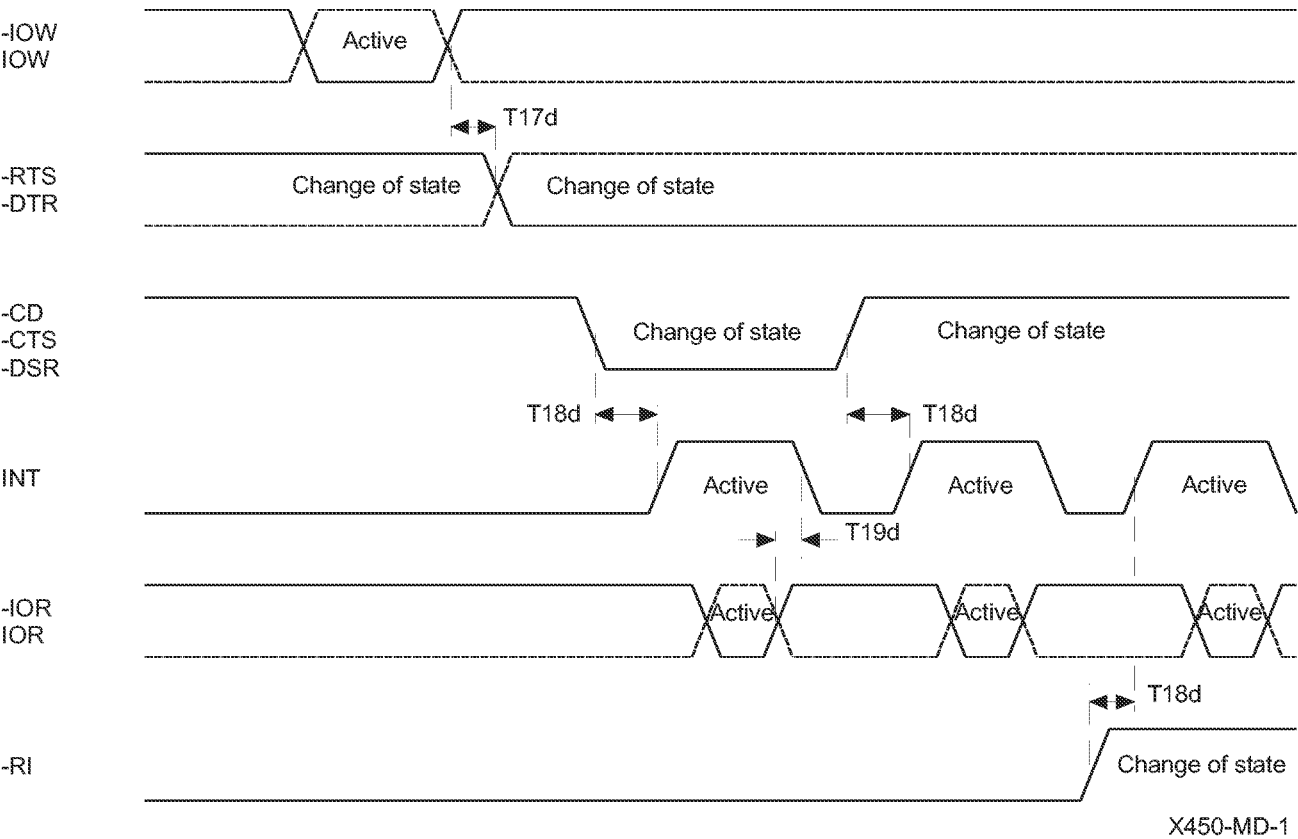 -IOW
IOW
Active
T17d
-RTS
-DTR
Change of state
Change of state
-CD
-CTS
-DSR
Change of state
Change of state
T18d
T18d
INT
Active
Active
Active
T19d
-IOR
IOR
Active
Active
Active
T18d
-RI
Change of state
X450-MD-1